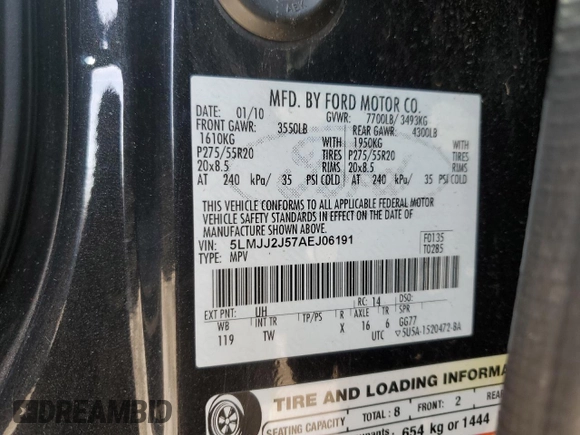 MFD. BY FORD MOTOR CO.
DATE: 01/10 GVWR: 7700LB/ 3493KG
FRONT GAWR: 3550LB REAR GAWR: 4300LB
1610KG WITH 1950KG WITH
P275/55R20 TIRES P275/55R20 TIRES
20x8.5 RIMS 20x8.5 RIMS
AT 240 kPa/ 35 PSI COLD AT 240 kPa/ 35 PSI COLD
THIS VEHICLE CONFORMS TO ALL APPLICABLE FEDERAL MOTOR
VEHICLE SAFETY STANDARDS IN EFFECT ON THE DATE OF
MANUFACTURE SHOWN ABOVE.
VIN: 5LMJJ2J57AEJ06191 F0135
TYPE: MPV T0285
EXT PNT: UH RC: 14 DSO:
WB INT TR TP/PS R AXLE TR SPR
119 TW X 16 6 GG77
UTC 5U5A-1520472-BA
TIRE AND LOADING INFORMA
SEATING CAPACITY TOTAL: 8 FRONT: 2 REA
654 kg or 1444
DREAMBID